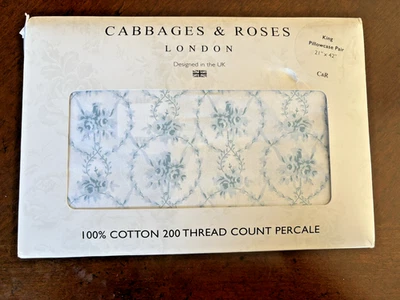 CABBAGES & ROSES
LONDON
Designed in the UK
King
Pillowcase Pair
21" x 42"
C&R
100% COTTON 200 THREAD COUNT PERCALE